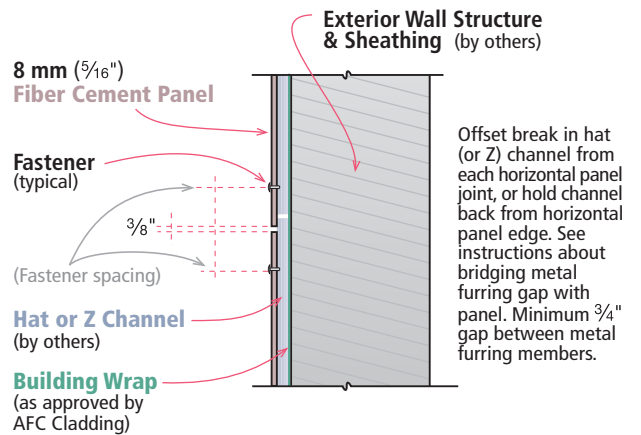 Exterior Wall Structure
& Sheathing (by others)
8 mm (5/16")
Fiber Cement Panel
Fastener
(typical)
3/8"
(Fastener spacing)
Hat or Z Channel
(by others)
Building Wrap
(as approved by
AFC Cladding)
Offset break in hat
(or Z) channel from
each horizontal panel
joint, or hold channel
back from horizontal
panel edge. See
instructions about
bridging metal
furring gap with
panel. Minimum 3/4"
gap between metal
furring members.